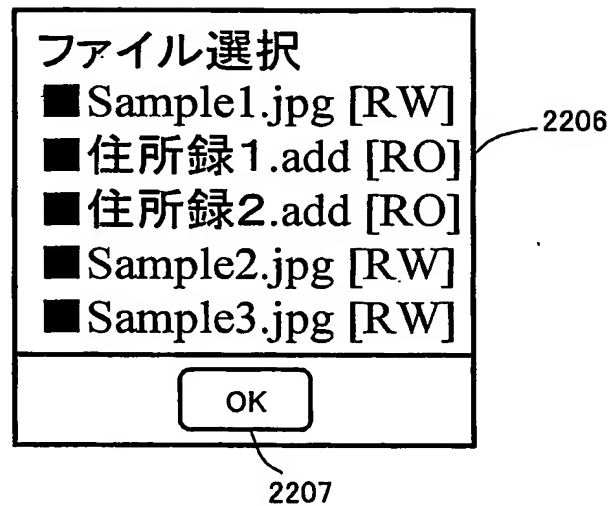 ファイル選択
■Sample1.jpg [RW]
■住所録1.add [RO]
■住所録2.add [RO]
■Sample2.jpg [RW]
■Sample3.jpg [RW]
2206
OK
2207